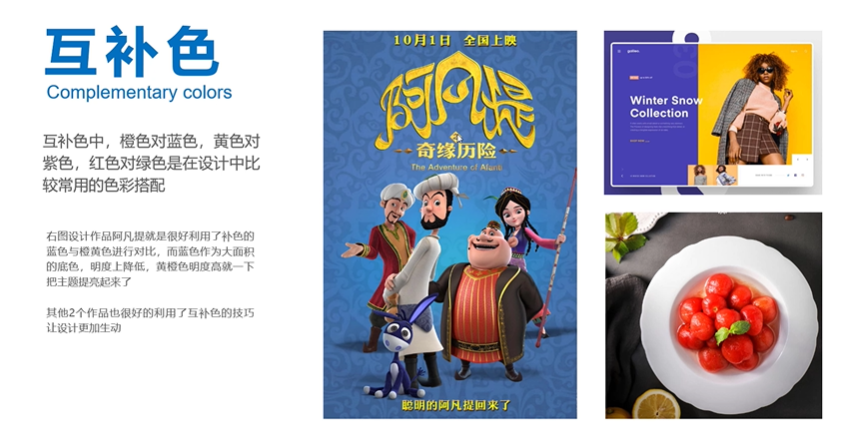 互补色
Complementary colors
互补色中，橙色对蓝色，黄色对
紫色，红色对绿色是在设计中比
较常用的色彩搭配
右图设计作品阿凡提就是很好利用了补色的
蓝色与橙黄色进行对比，而蓝色作为大面积
的底色，明度上降低，黄橙色明度高就一下
把主题提亮起来了
其他2个作品也很好的利用了互补色的技巧
让设计更加生动
10月1日 全国上映
阿凡提
之
奇缘历险
The Adventure of Afanti
聪明的阿凡提回来了
Winter Snow
Collection